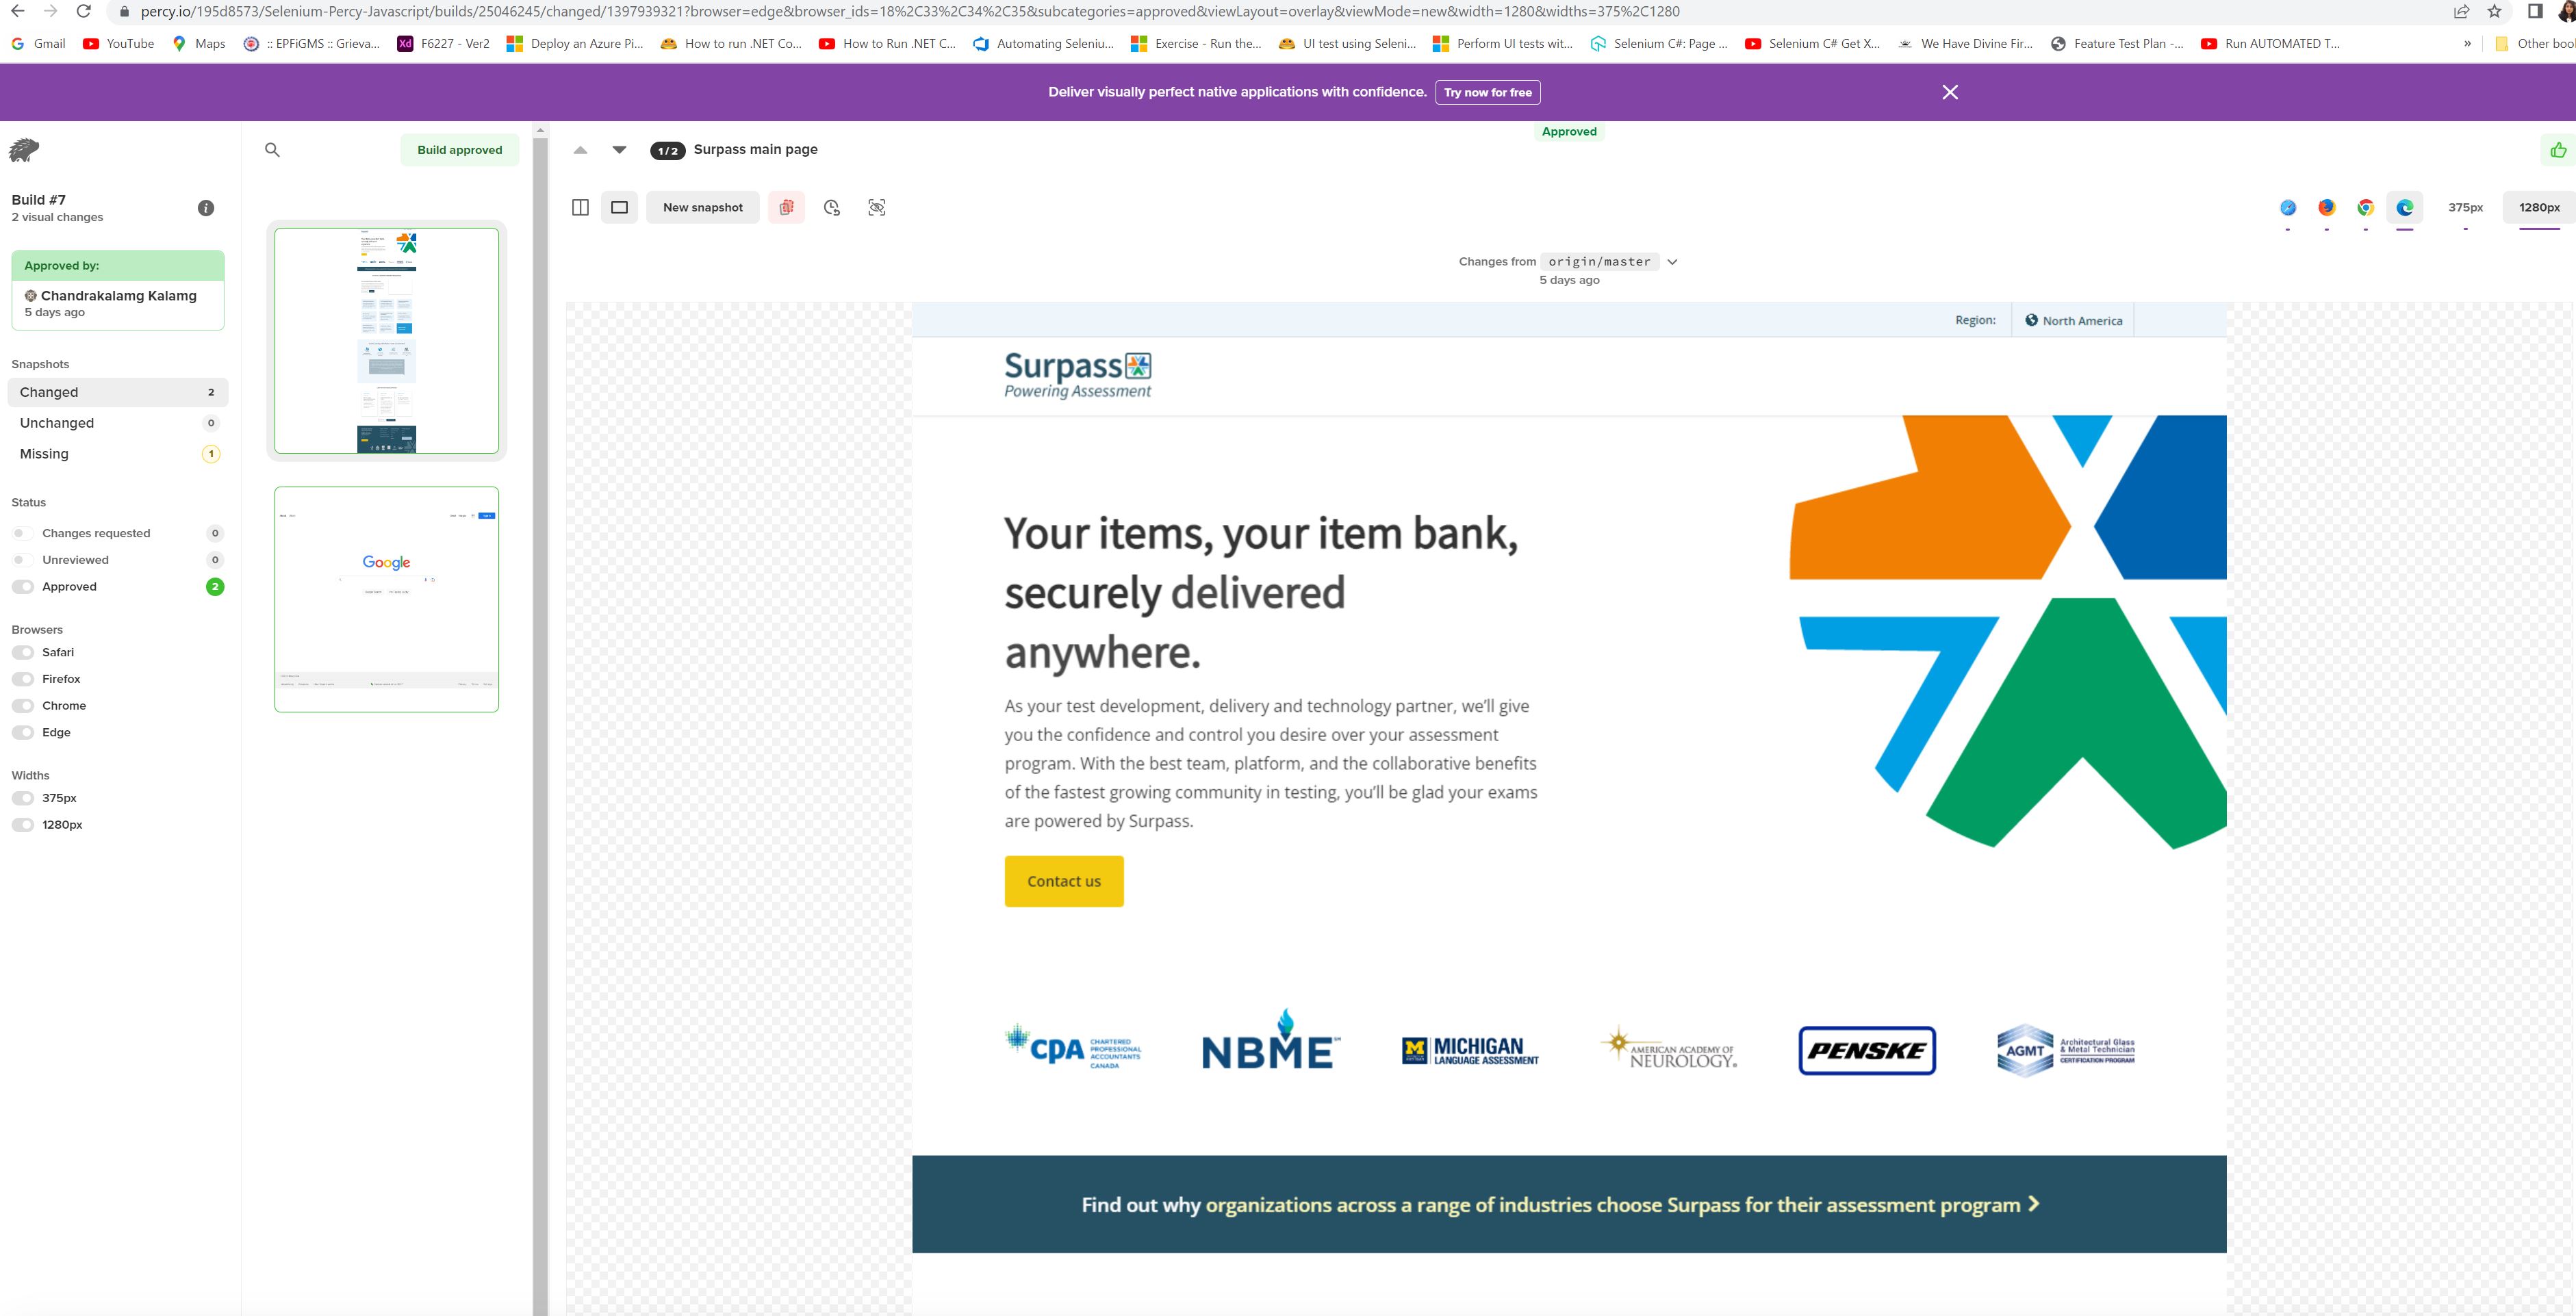 percy.io/195d8573/Selenium-Percy-Javascript/builds/25046245/changed/1397939321?browser=edge&browser_ids=18%2C33%2C34%2C35&subcategories=approved&viewLayout=overlay&viewMode=new&width=1280&widths=375%2C1280
Gmail YouTube Maps :: EPFiGMS :: Grieva... Xd F6227 - Ver2 Deploy an Azure Pi... How to run .NET Co... How to Run .NET C... Automating Seleniu... Exercise - Run the... UI test using Seleni... Perform UI tests wit... Selenium C#: Page ... Selenium C# Get X... We Have Divine Fir... Feature Test Plan -... Run AUTOMATED T... » Other boo
Deliver visually perfect native applications with confidence. Try now for free
Approved
Build approved
1/2 Surpass main page
Build #7
2 visual changes
New snapshot
375px 1280px
Approved by:
Chandrakalamg Kalamg
5 days ago
Changes from origin/master
5 days ago
Snapshots
Changed 2
Unchanged 0
Missing 1
Status
Changes requested 0
Unreviewed 0
Approved 2
Browsers
Safari
Firefox
Chrome
Edge
Widths
375px
1280px
Google
Region: North America
Surpass
Powering Assessment
Your items, your item bank,
securely delivered
anywhere.
As your test development, delivery and technology partner, we'll give
you the confidence and control you desire over your assessment
program. With the best team, platform, and the collaborative benefits
of the fastest growing community in testing, you'll be glad your exams
are powered by Surpass.
Contact us
CPA CHARTERED
PROFESSIONAL
ACCOUNTANTS
CANADA
NBME
M MICHIGAN
LANGUAGE ASSESSMENT
AMERICAN ACADEMY OF
NEUROLOGY®
PENSKE
AGMT Architectural Glass
& Metal Technician
CERTIFICATION PROGRAM
Find out why organizations across a range of industries choose Surpass for their assessment program